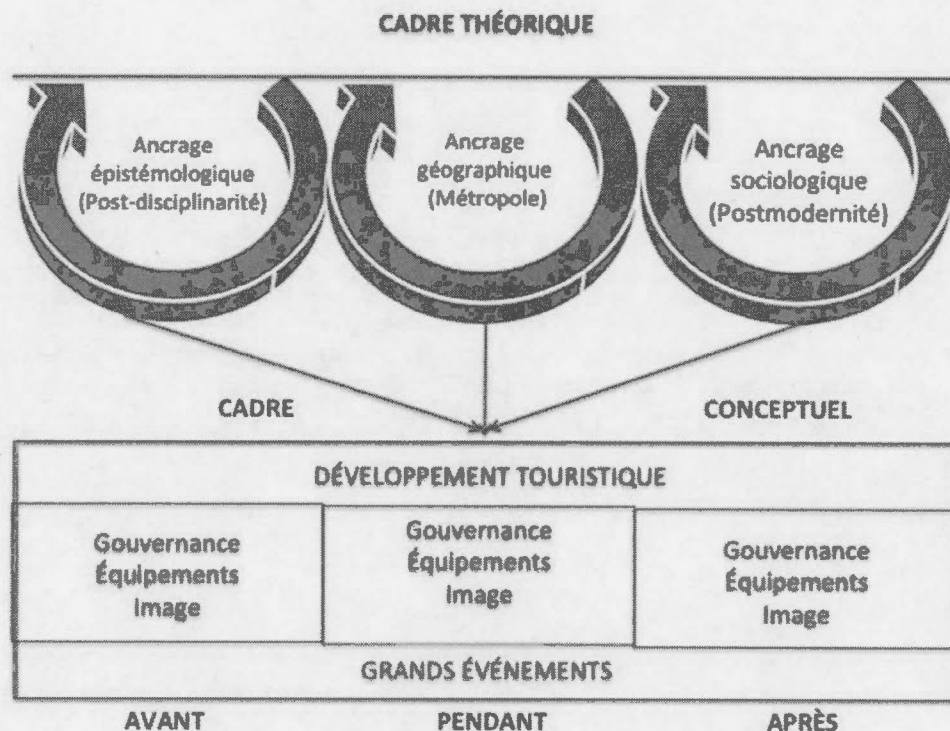 CADRE THÉORIQUE
Ancrage
épistémologique
(Post-disciplinarité)
Ancrage
géographique
(Métropole)
Ancrage
sociologique
(Postmodernité)
CADRE
CONCEPTUEL
DÉVELOPPEMENT TOURISTIQUE
Gouvernance
Équipements
Image
Gouvernance
Équipements
Image
Gouvernance
Équipements
Image
GRANDS ÉVÉNEMENTS
AVANT
PENDANT
APRÈS